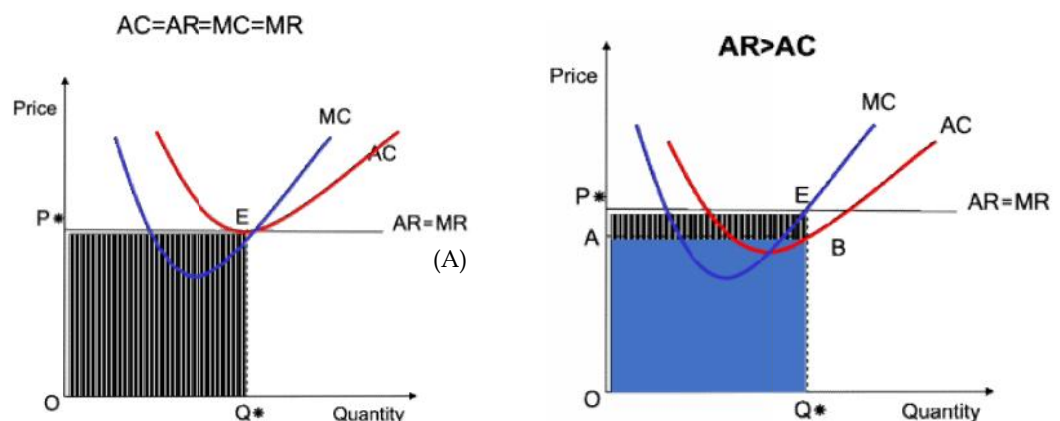 AC=AR=MC=MR
Price
MC
AC
P*
E
AR=MR
O
Q*
Quantity
(A)
AR>AC
Price
MC
AC
P*
E
AR=MR
A
B
O
Q*
Quantity